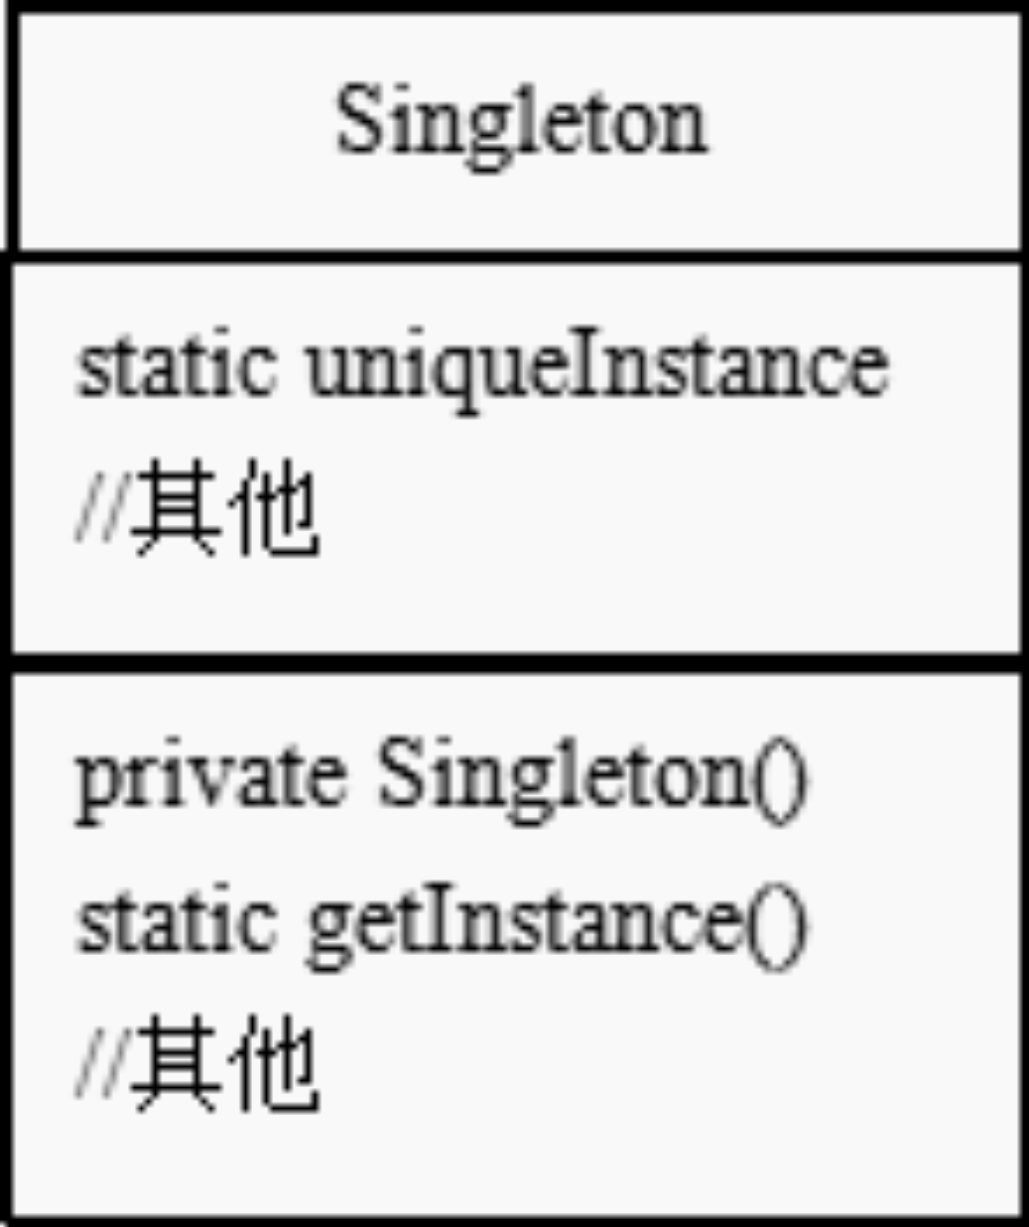 Singleton
static uniqueInstance
//其他
private Singleton()
static getInstance()
//其他